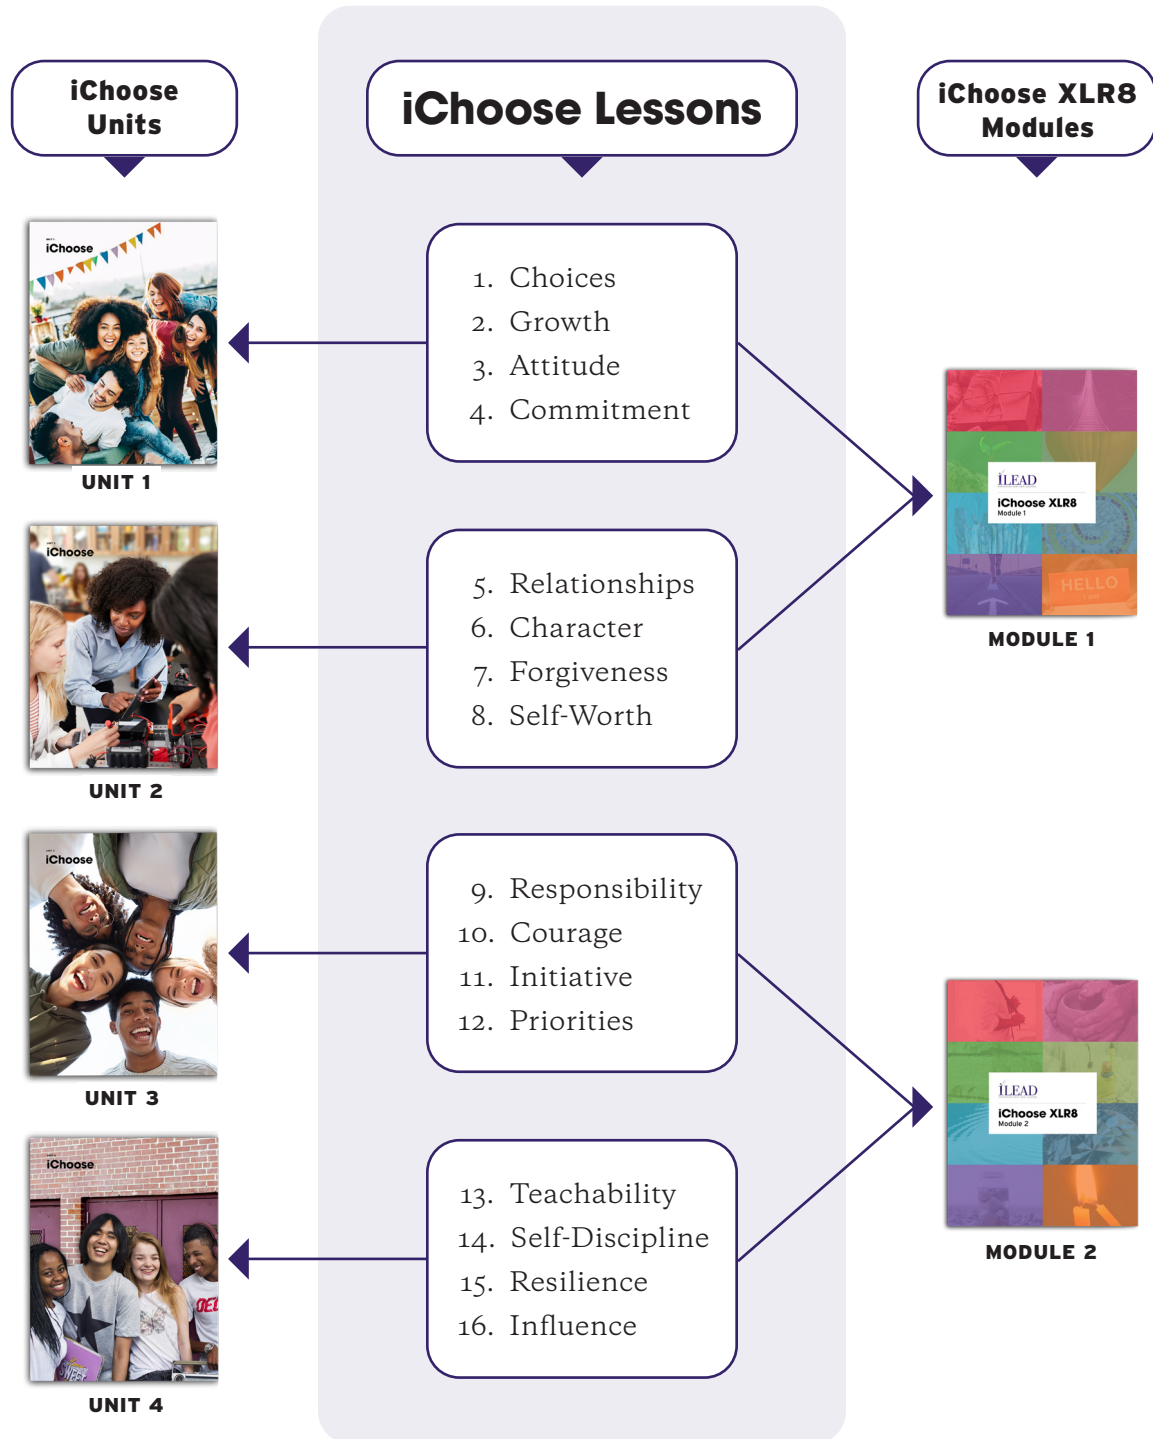 iChoose
Units
iChoose Lessons
iChoose XLR8
Modules
iChoose
UNIT 1
1. Choices
2. Growth
3. Attitude
4. Commitment
iLEAD
iChoose XLR8
Module 1
HELLO
I am
MODULE 1
iChoose
UNIT 2
5. Relationships
6. Character
7. Forgiveness
8. Self-Worth
iChoose
UNIT 3
9. Responsibility
10. Courage
11. Initiative
12. Priorities
iLEAD
iChoose XLR8
Module 2
MODULE 2
iChoose
UNIT 4
13. Teachability
14. Self-Discipline
15. Resilience
16. Influence